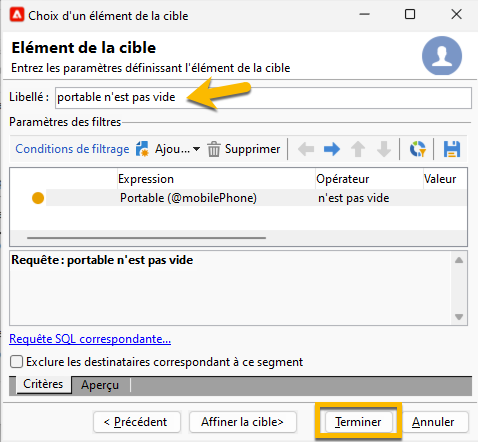 Choix d'un élément de la cible
Elément de la cible
Entrez les paramètres définissant l'élément de la cible
Libellé : portable n'est pas vide
Paramètres des filtres
Conditions de filtrage Ajou... Supprimer
Expression Opérateur Valeur
Portable (@mobilePhone) n'est pas vide
Requête : portable n'est pas vide
Requête SQL correspondante...
Exclure les destinataires correspondant à ce segment
Critères Aperçu
< Précédent Affiner la cible> Terminer Annuler